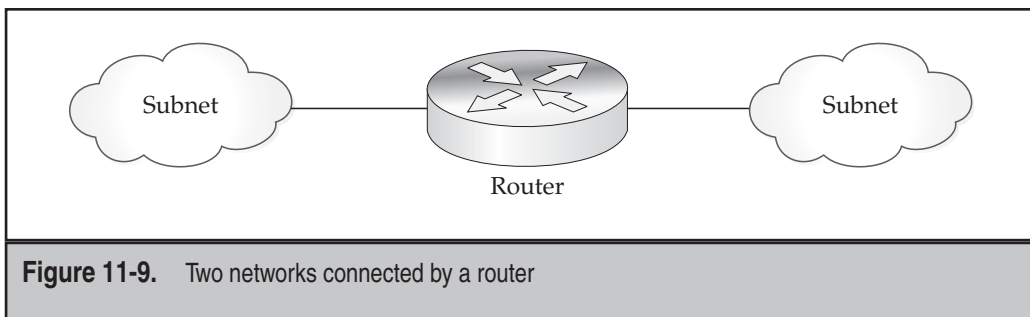 Subnet
Subnet
Router
Figure 11-9. Two networks connected by a router